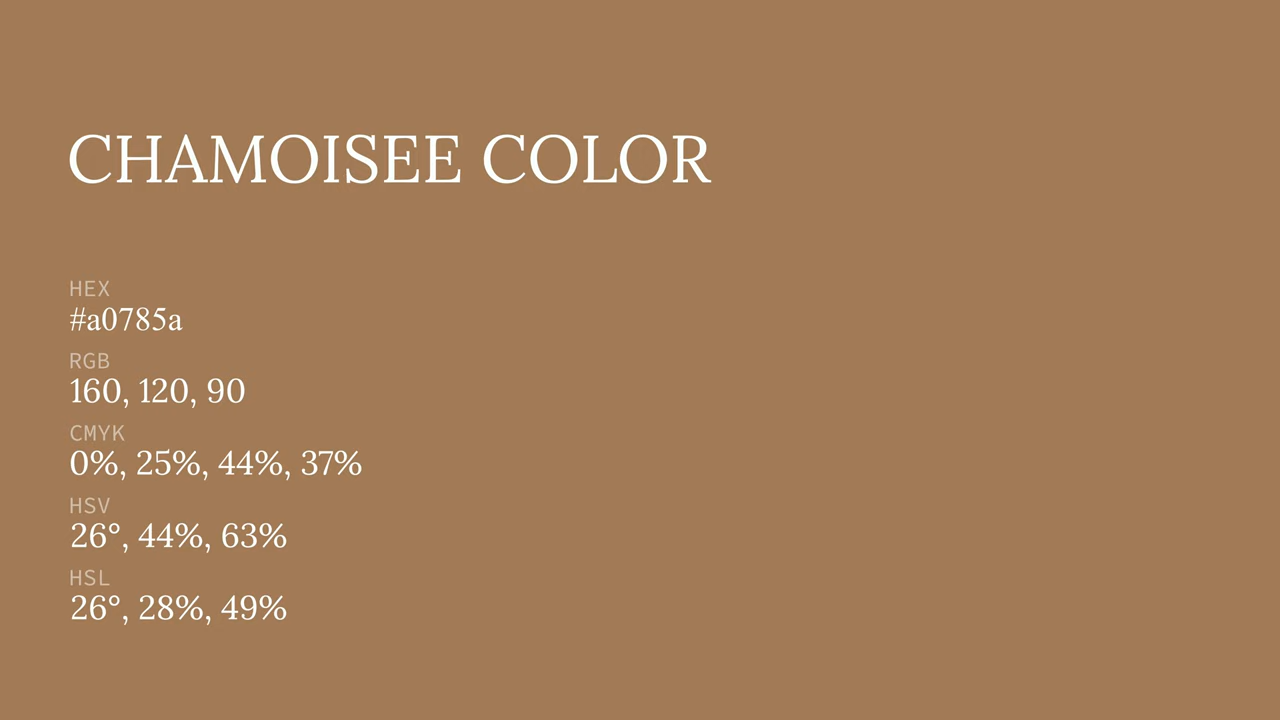 CHAMOISEE COLOR
HEX
#a0785a
RGB
160, 120, 90
CMYK
0%, 25%, 44%, 37%
HSV
26°, 44%, 63%
HSL
26°, 28%, 49%